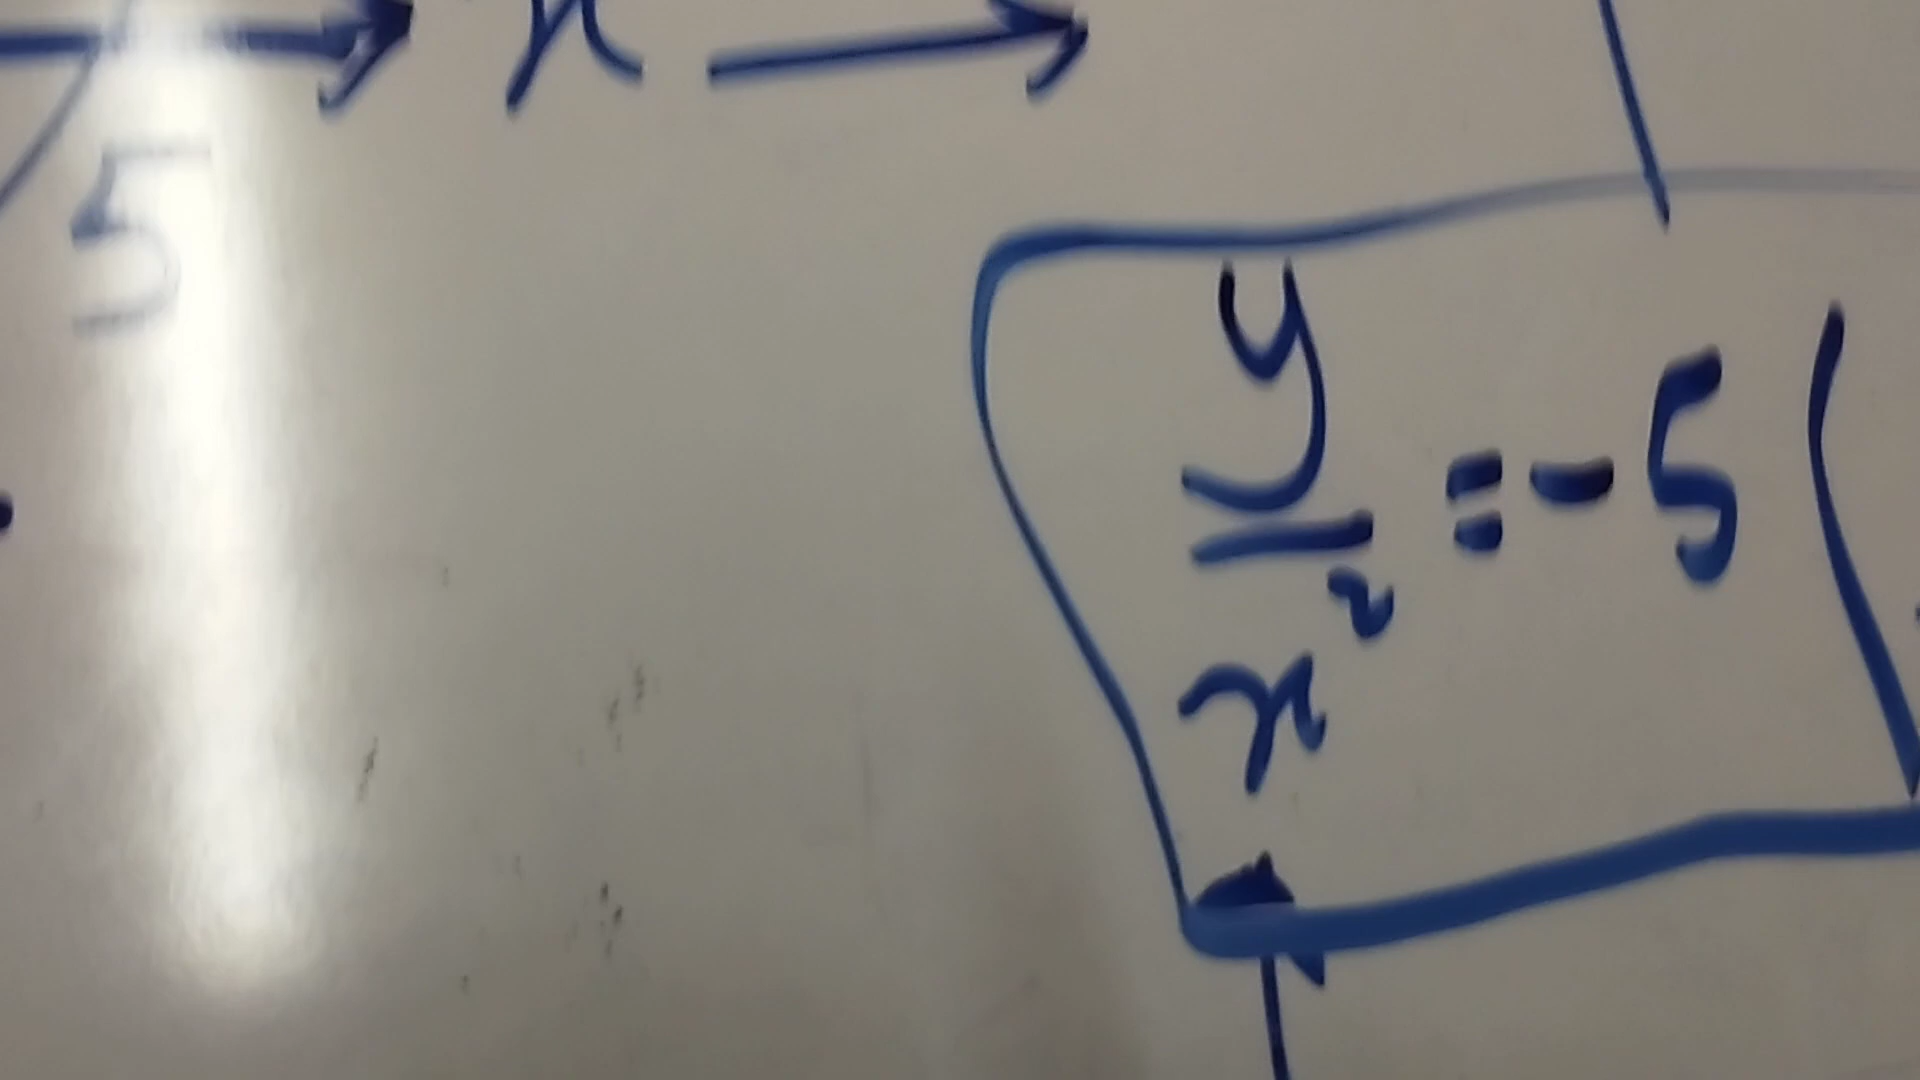 → x →
5
y/x² = -5 (